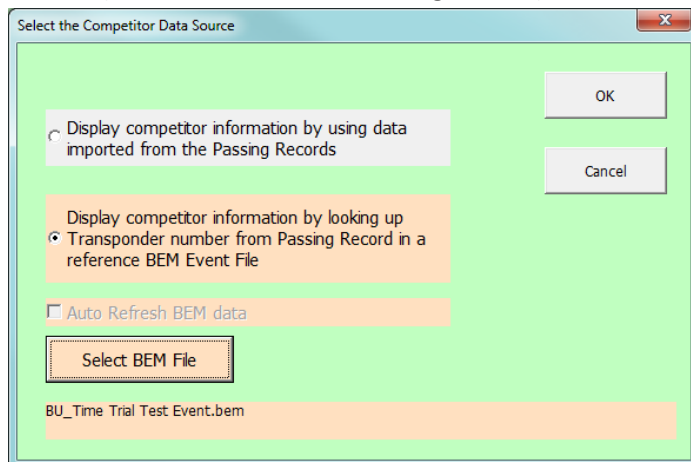 Select the Competitor Data Source
x
OK
Display competitor information by using data
imported from the Passing Records
Cancel
Display competitor information by looking up
Transponder number from Passing Record in a
reference BEM Event File
Auto Refresh BEM data
Select BEM File
BU_Time Trial Test Event.bem